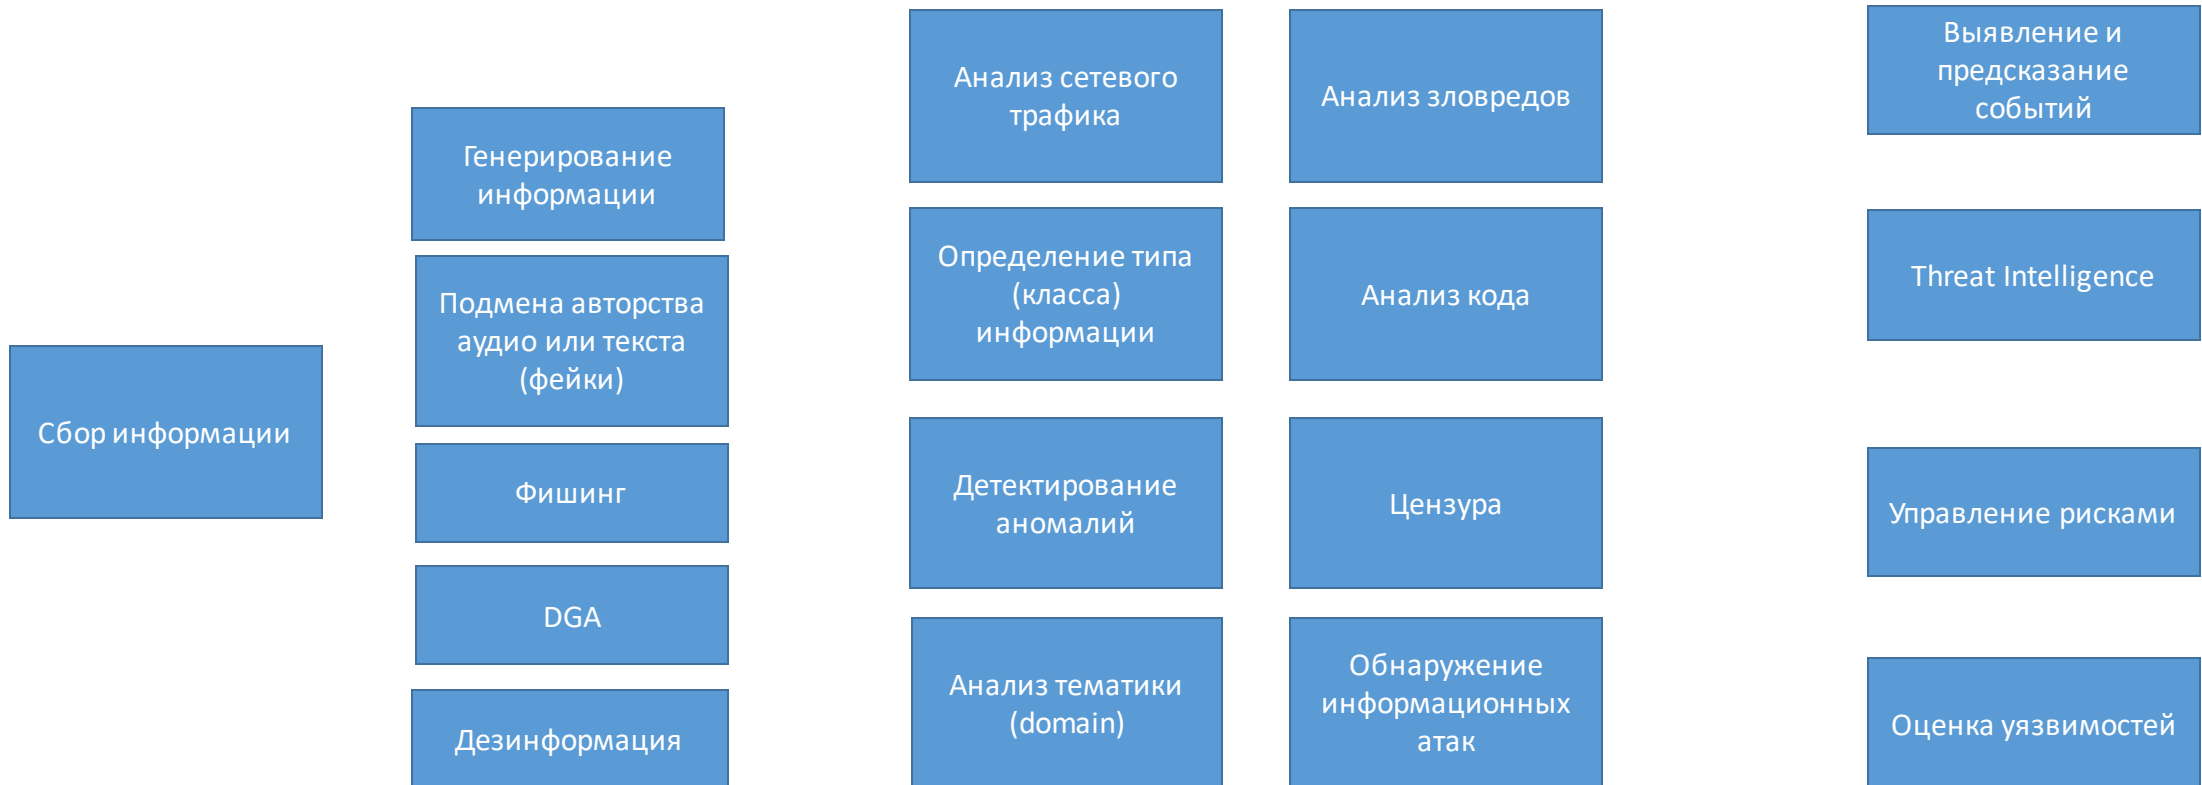 Сбор информации
Генерирование
информации
Подмена авторства
аудио или текста
(фейки)
Фишинг
DGA
Дезинформация
Анализ сетевого
трафика
Определение типа
(класса)
информации
Детектирование
аномалий
Анализ тематики
(domain)
Анализ зловредов
Анализ кода
Цензура
Обнаружение
информационных
атак
Выявление и
предсказание
событий
Threat Intelligence
Управление рисками
Оценка уязвимостей